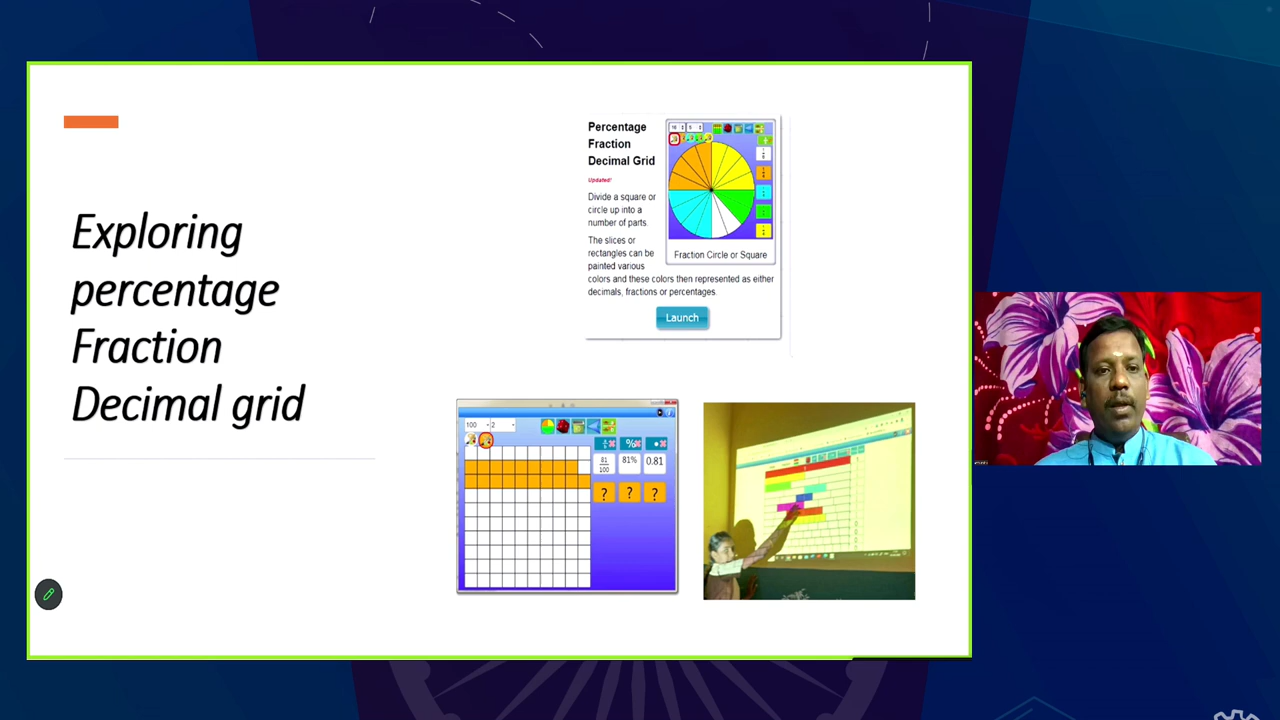 Exploring
percentage
Fraction
Decimal grid
Percentage
Fraction
Decimal Grid
Updated!
Divide a square or
circle up into a
number of parts.
The slices or
rectangles can be
painted various
colors and these colors then represented as either
decimals, fractions or percentages.
Fraction Circle or Square
Launch
100 2
%
81
100
81% 0.81
? ? ?